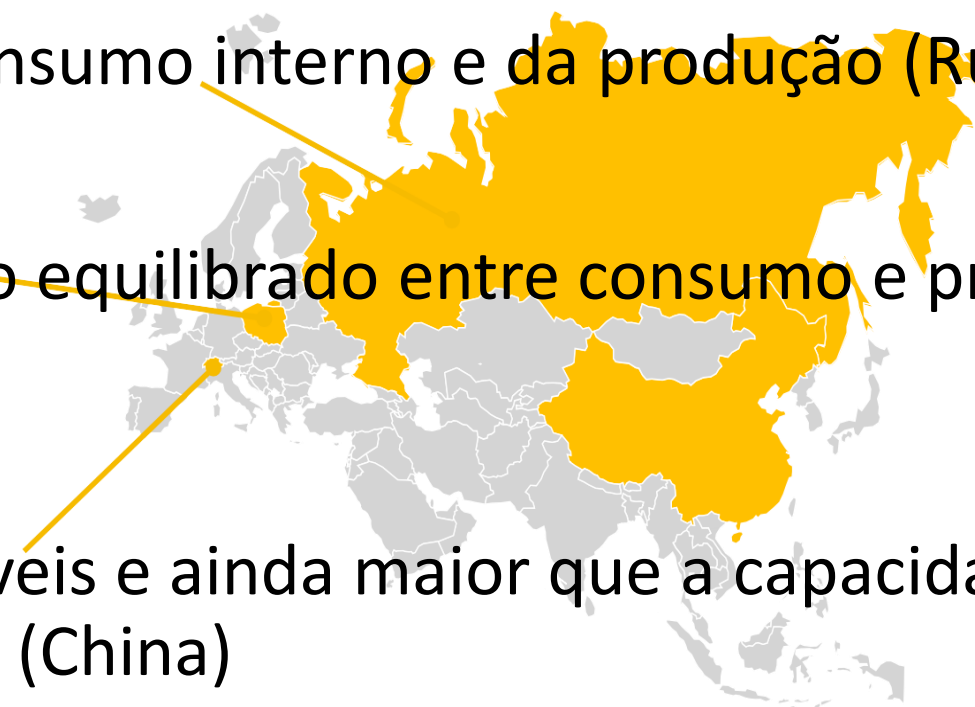 nsumo interno e da produção (Ru
o equilibrado entre consumo e pr
veis e ainda maior que a capacida
(China)